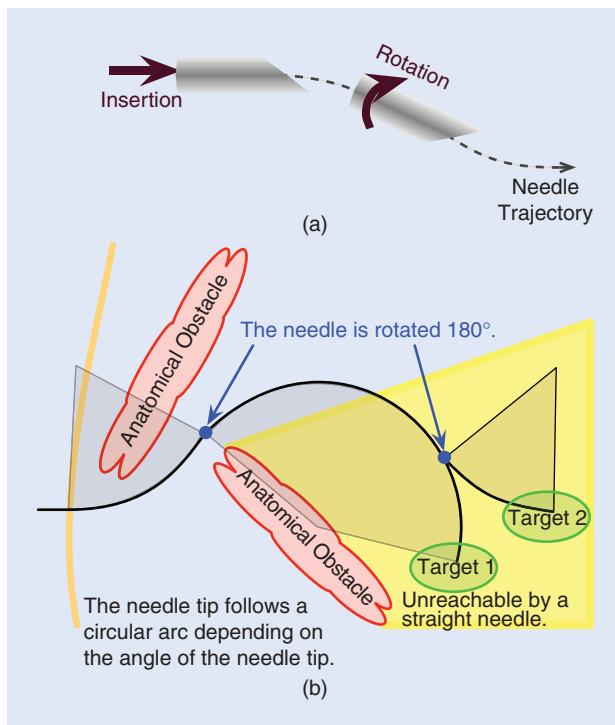 Rotation
Insertion
Needle
Trajectory
(a)
Anatomical Obstacle
The needle is rotated 180°.
Anatomical Obstacle
Target 2
Target 1
Unreachable by a
straight needle.
The needle tip follows a
circular arc depending on
the angle of the needle tip.
(b)